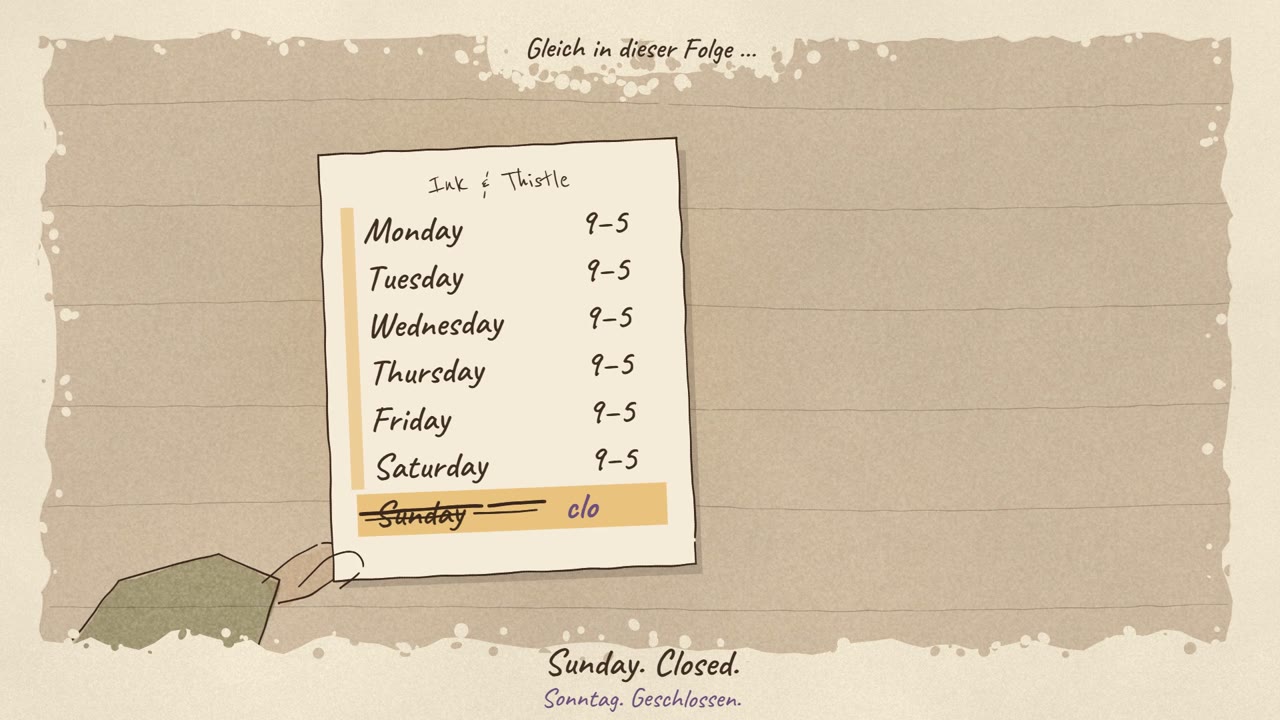 Gleich in dieser Folge ...
Ink & Thistle
Monday 9–5
Tuesday 9–5
Wednesday 9–5
Thursday 9–5
Friday 9–5
Saturday 9–5
Sunday clo
Sunday. Closed.
Sonntag. Geschlossen.